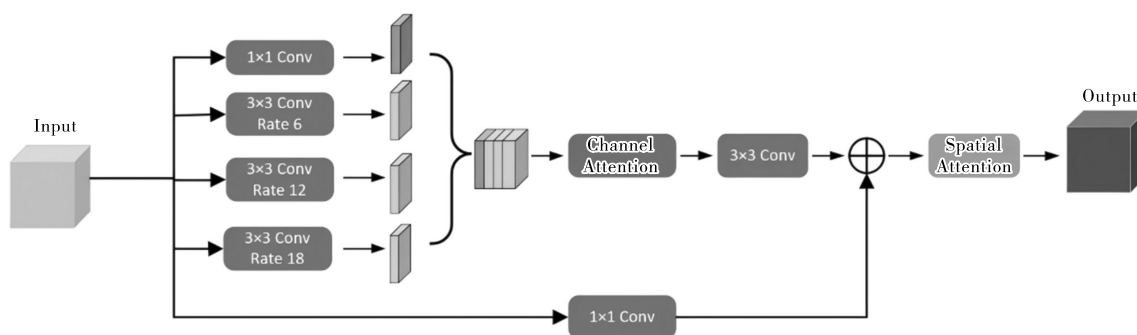 Input
1×1 Conv
3×3 Conv
Rate 6
3×3 Conv
Rate 12
3×3 Conv
Rate 18
Channel
Attention
3×3 Conv
1×1 Conv
Spatial
Attention
Output